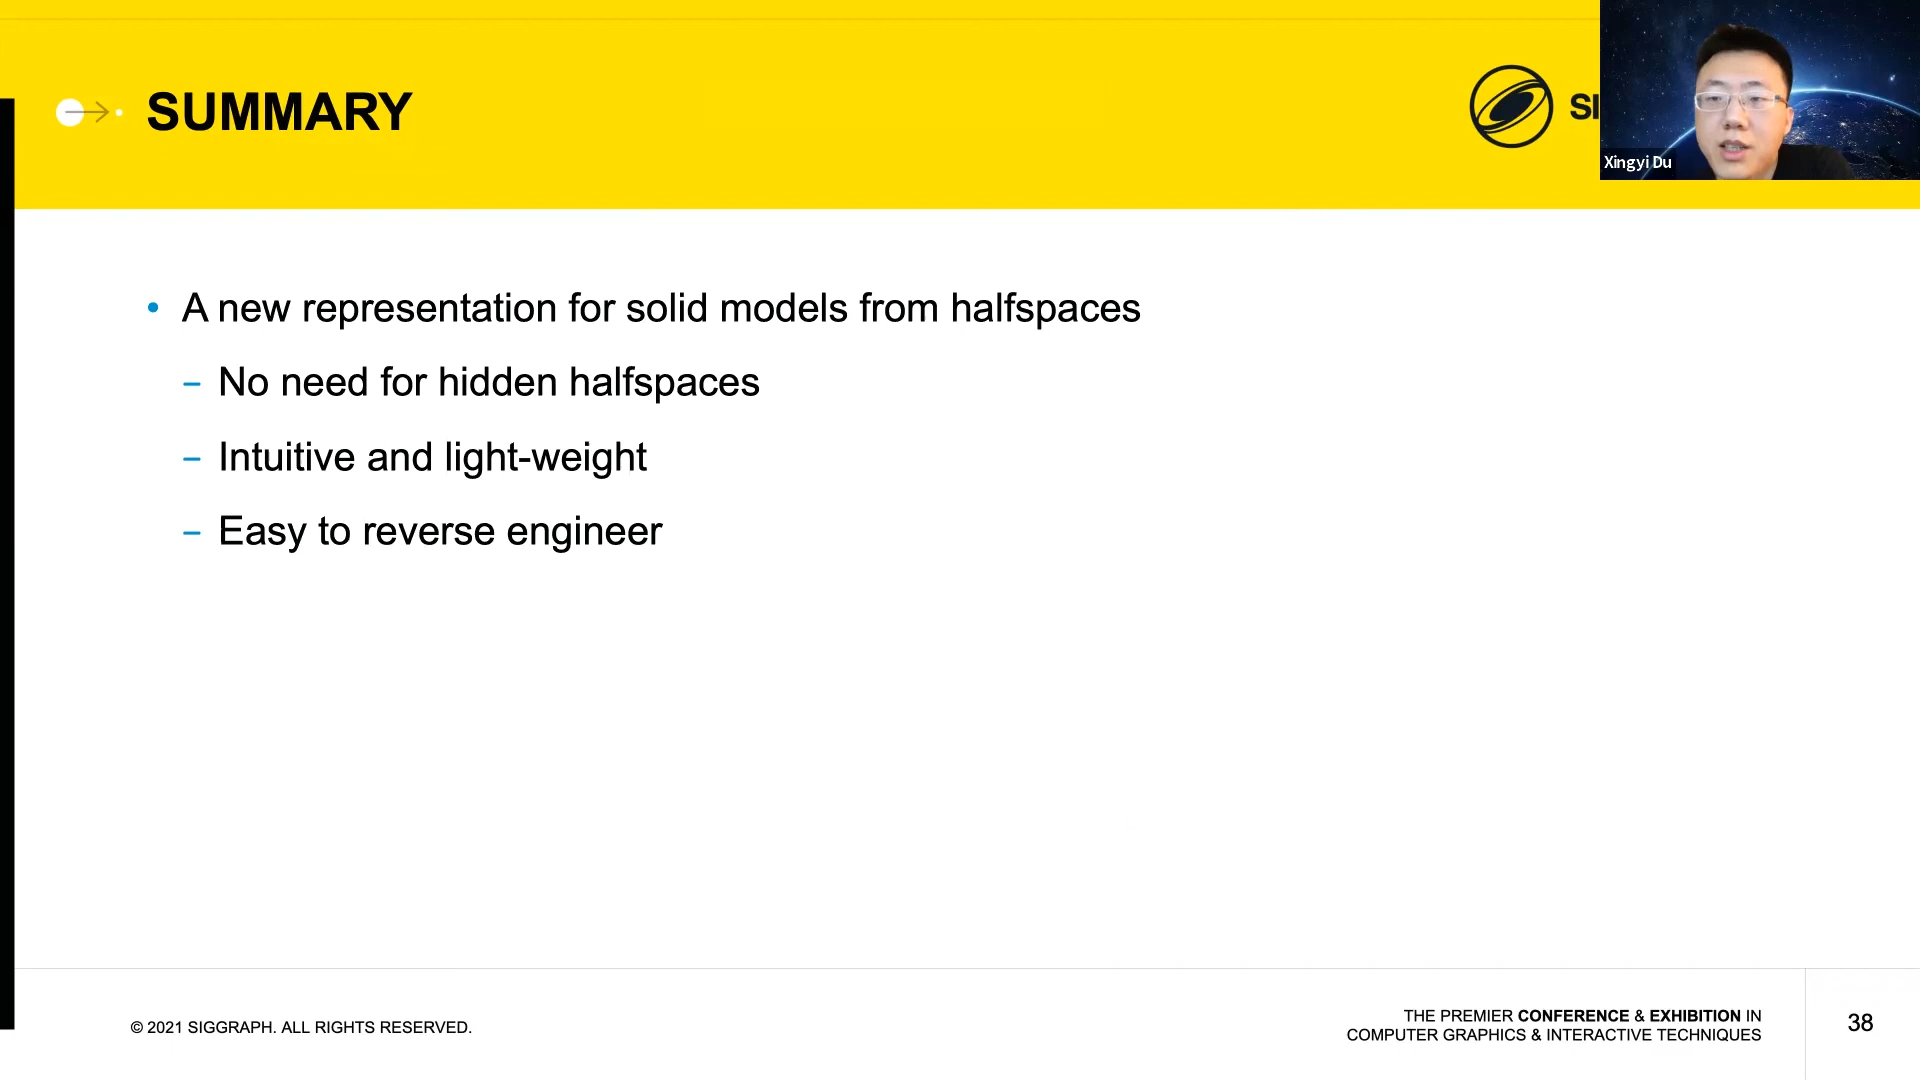 SUMMARY
SI
Xingyi Du
• A new representation for solid models from halfspaces
– No need for hidden halfspaces
– Intuitive and light-weight
– Easy to reverse engineer
© 2021 SIGGRAPH. ALL RIGHTS RESERVED.
THE PREMIER CONFERENCE & EXHIBITION IN
COMPUTER GRAPHICS & INTERACTIVE TECHNIQUES
38